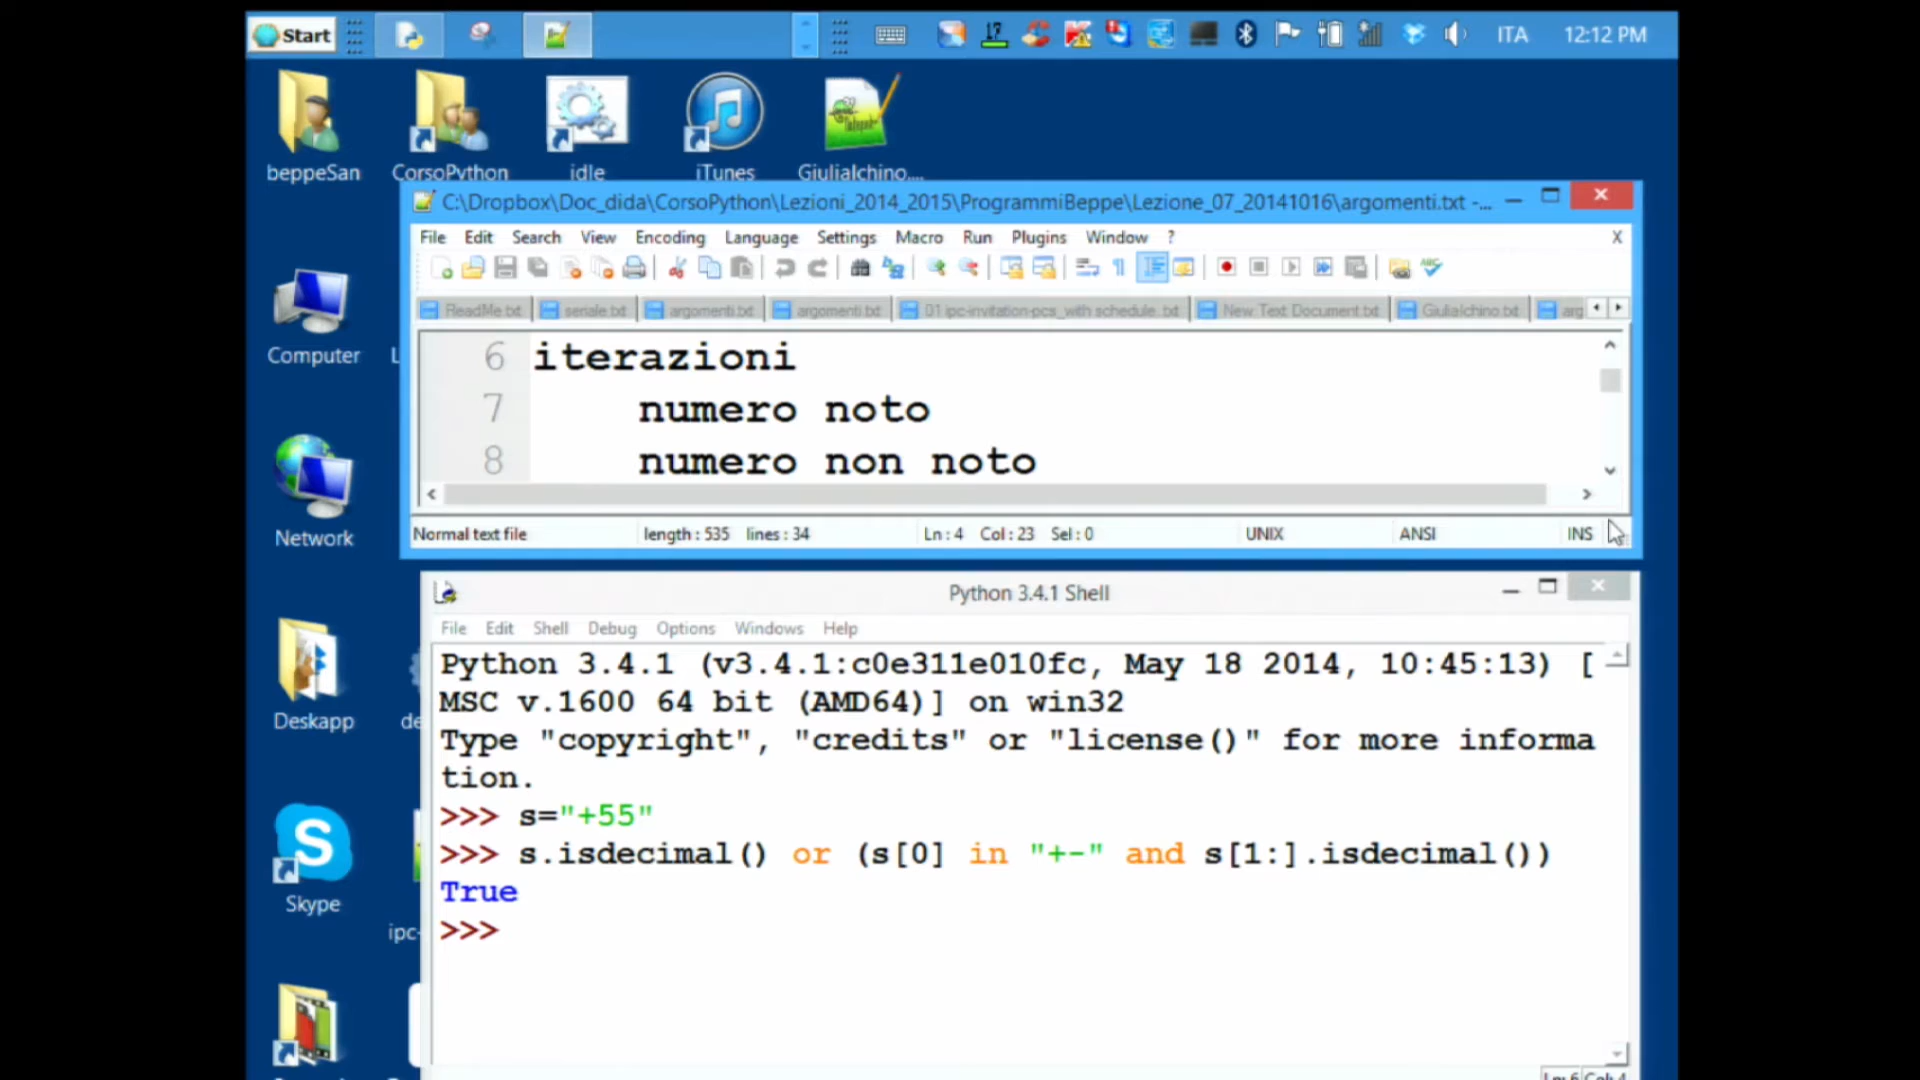 Start
17
ITA
12:12 PM
beppeSan
CorsoPython
idle
iTunes
GiuliaIchino....
C:\Dropbox\Doc_dida\CorsoPython\Lezioni_2014_2015\ProgrammiBeppe\Lezione_07_20141016\argomenti.txt -...
File Edit Search View Encoding Language Settings Macro Run Plugins Window ?
X
ReadMe.txt
seriale.txt
argomenti.txt
argomenti.txt
01 ipc-invitation-pcs_with schedule .txt
New Text Document.txt
GiuliaIchino.txt
arg
6 iterazioni
7 numero noto
8 numero non noto
Normal text file length : 535 lines : 34 Ln : 4 Col : 23 Sel : 0 UNIX ANSI INS
Computer
L
Network
Deskapp
de
Skype
ipc-
Python 3.4.1 Shell
File Edit Shell Debug Options Windows Help
Python 3.4.1 (v3.4.1:c0e311e010fc, May 18 2014, 10:45:13) [
MSC v.1600 64 bit (AMD64)] on win32
Type "copyright", "credits" or "license()" for more informa
tion.
>>> s="+55"
>>> s.isdecimal() or (s[0] in "+-" and s[1:].isdecimal())
True
>>>